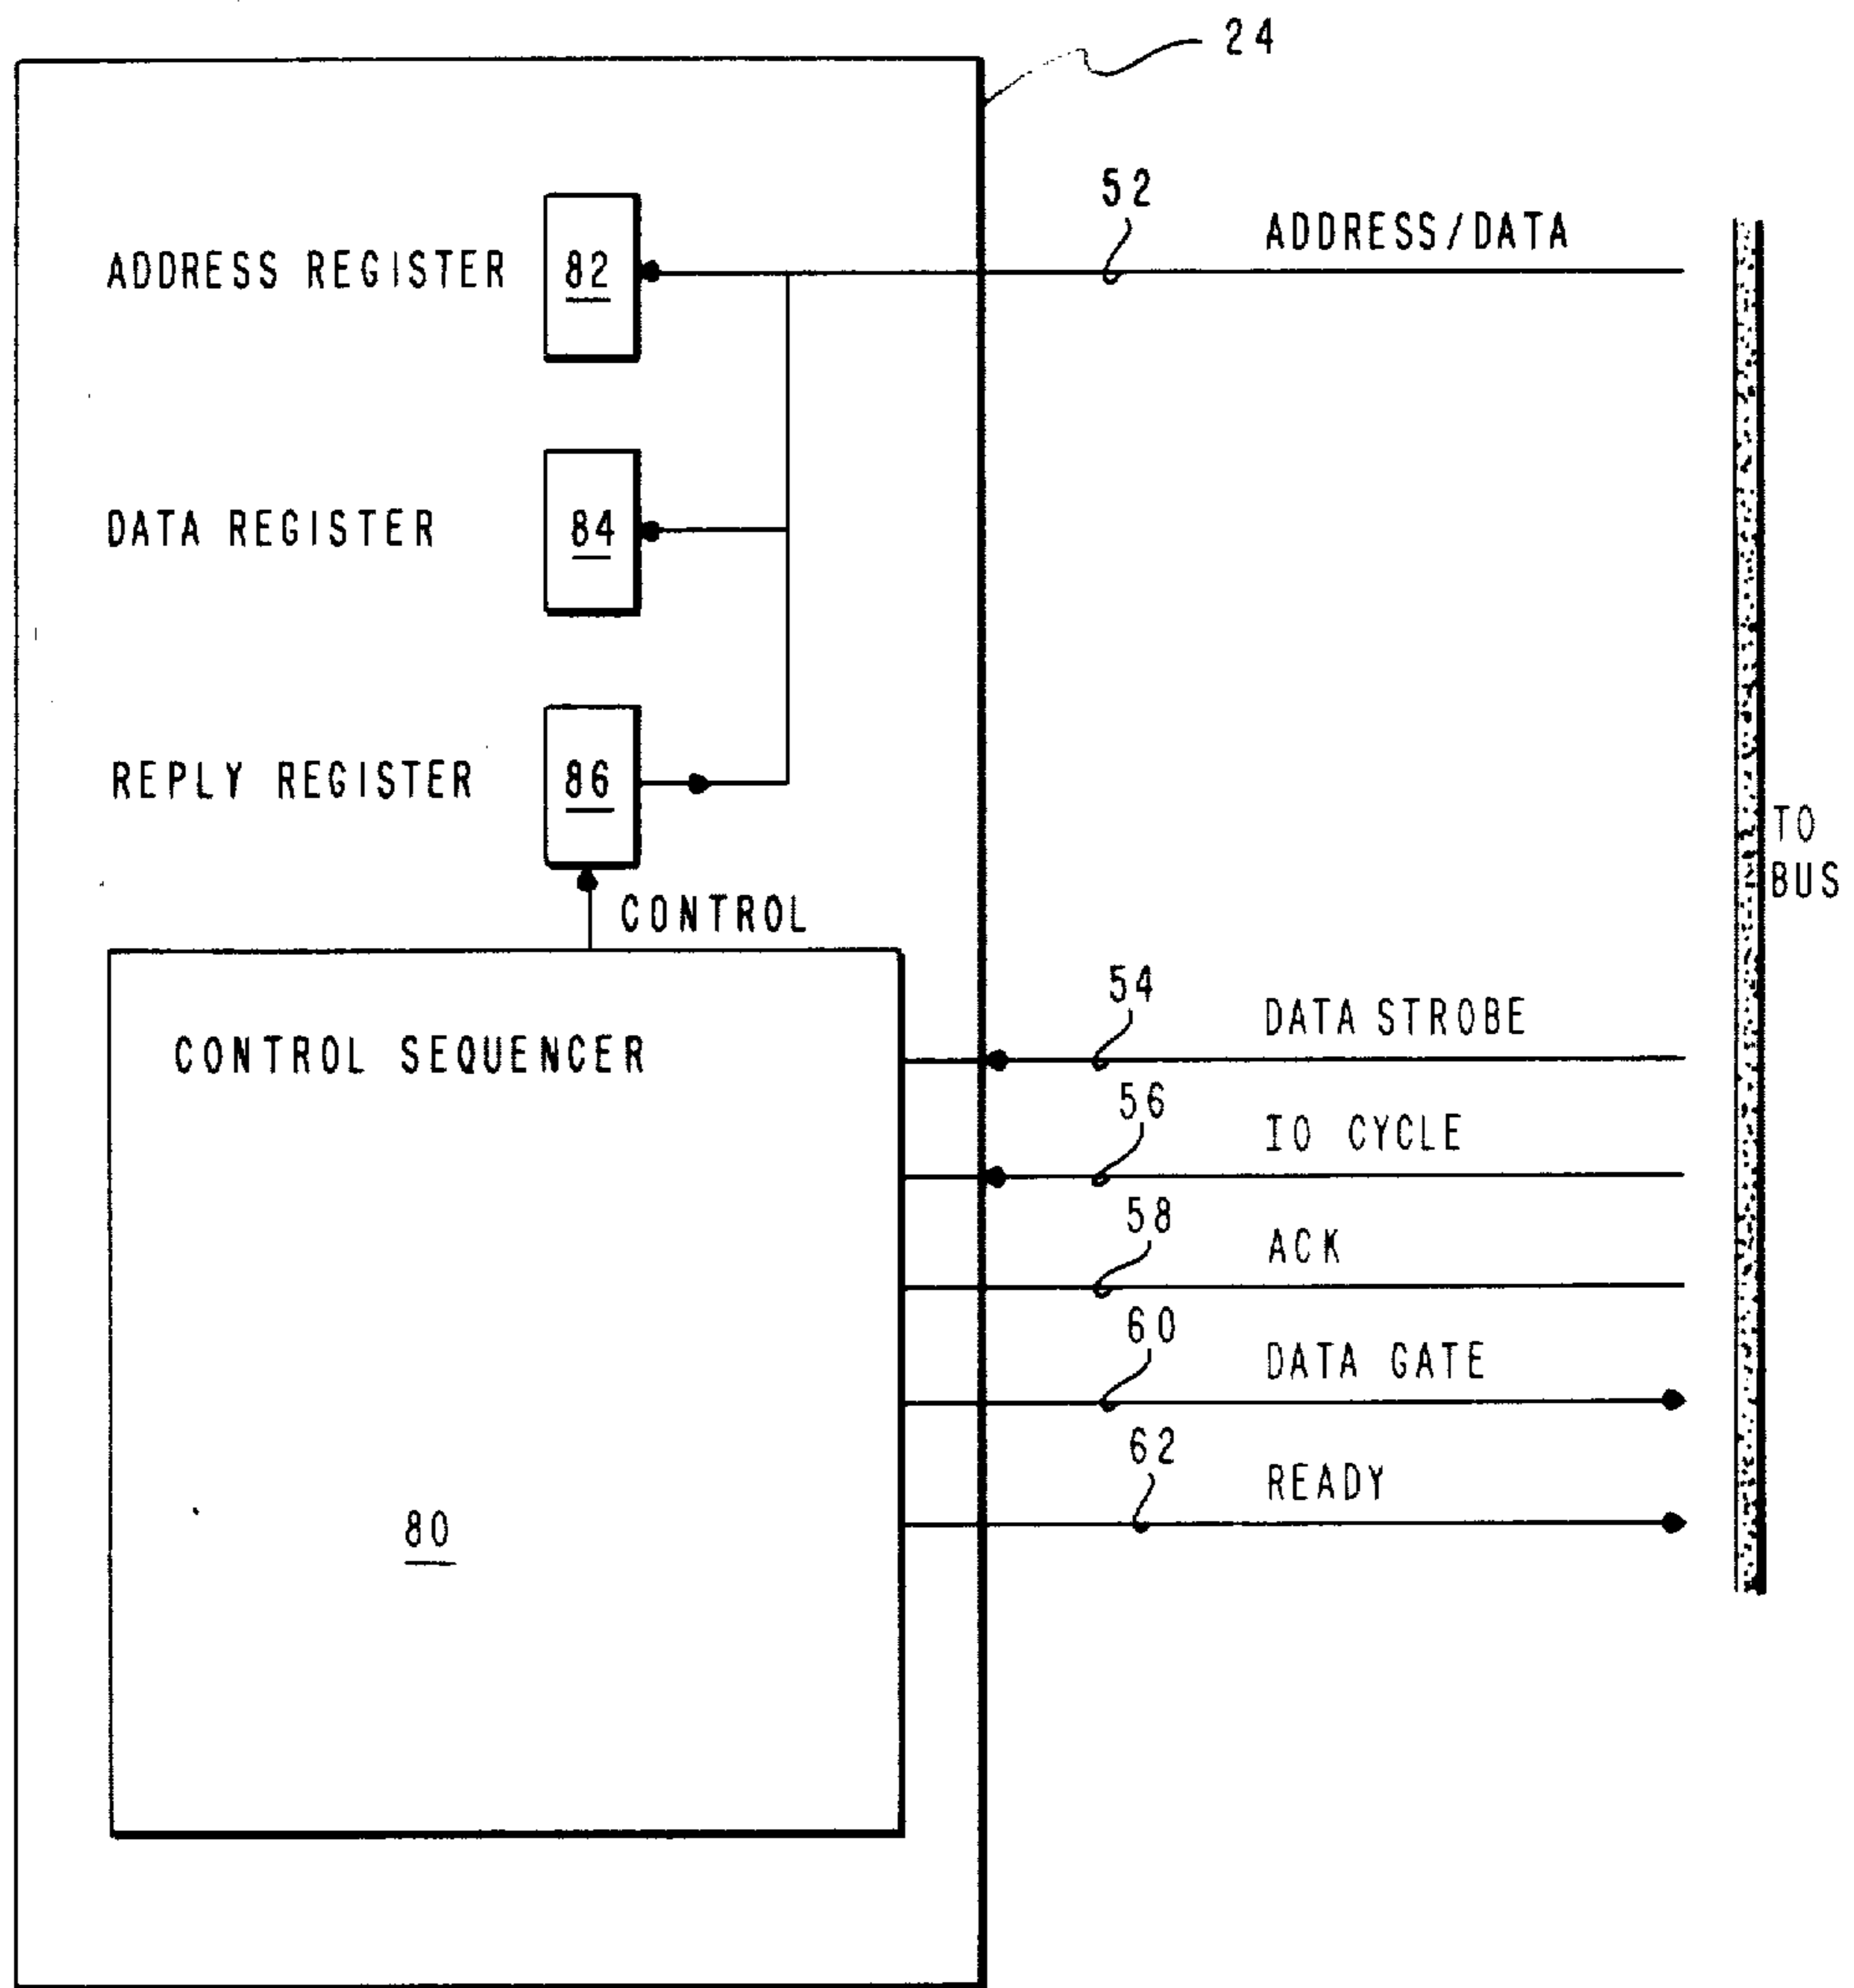 24
52
ADDRESS/DATA
ADDRESS REGISTER
82
DATA REGISTER
84
REPLY REGISTER
86
TO
BUS
CONTROL
CONTROL SEQUENCER
54
DATA STROBE
56
IO CYCLE
58
ACK
60
DATA GATE
62
READY
80